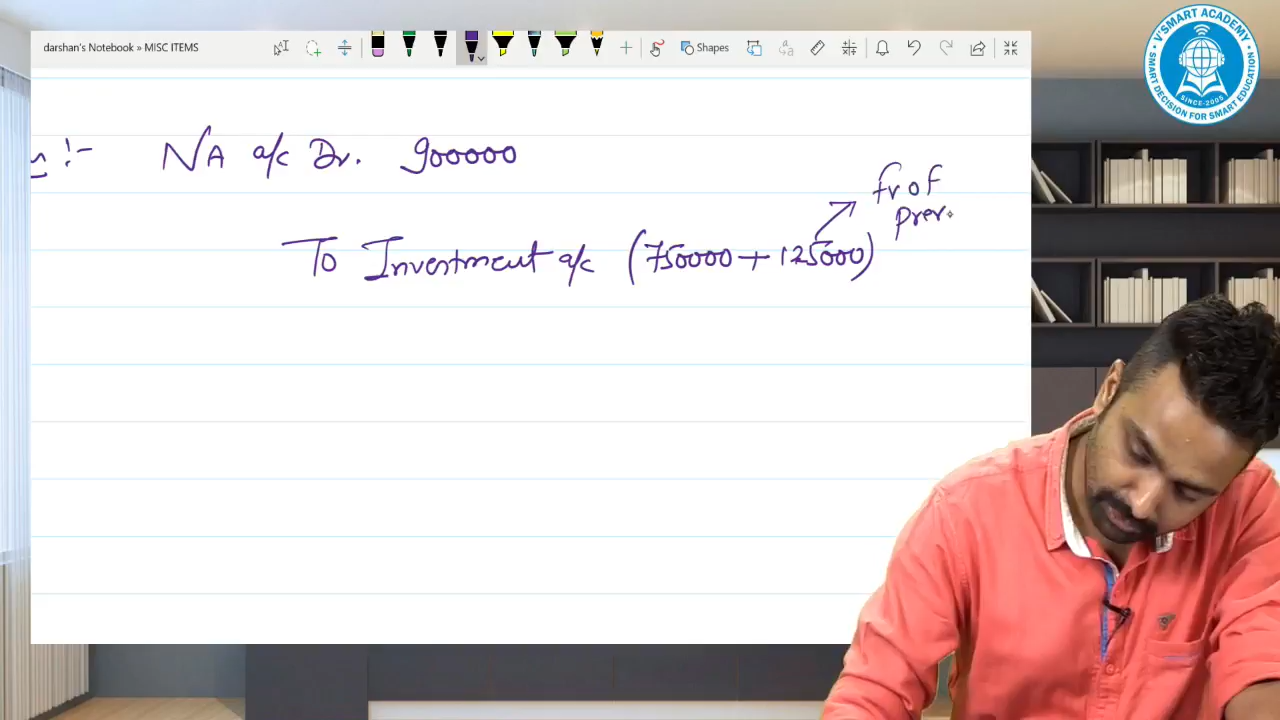 darshan's Notebook » MISC ITEMS
Shapes
V'SMART ACADEMY
SMART DECISION FOR SMART EDUCATION
SINCE-2005
:- NA a/c Dr. 900000
fv of
prev
To Investment a/c (750000 + 125000)